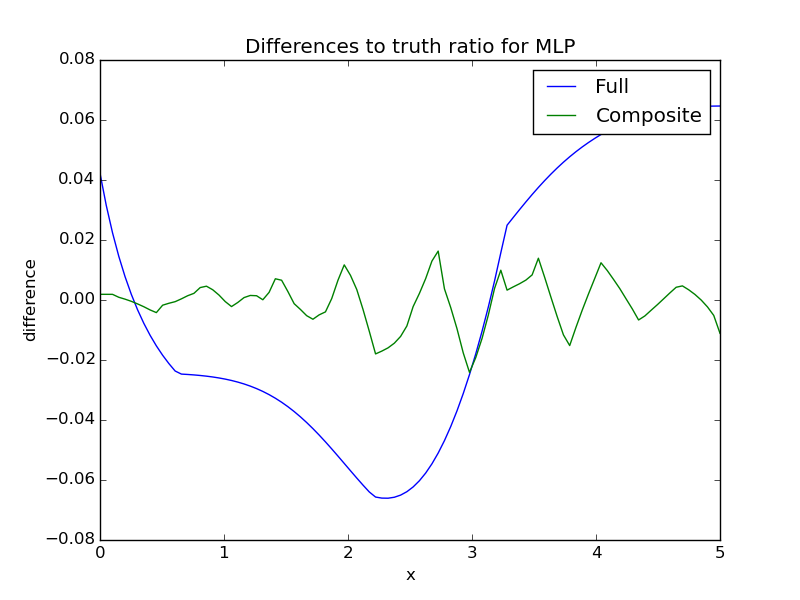 Differences to truth ratio for MLP
Full
Composite
0.08
0.06
0.04
0.02
0.00
−0.02
−0.04
−0.06
−0.08
difference
0 1 2 3 4 5
x